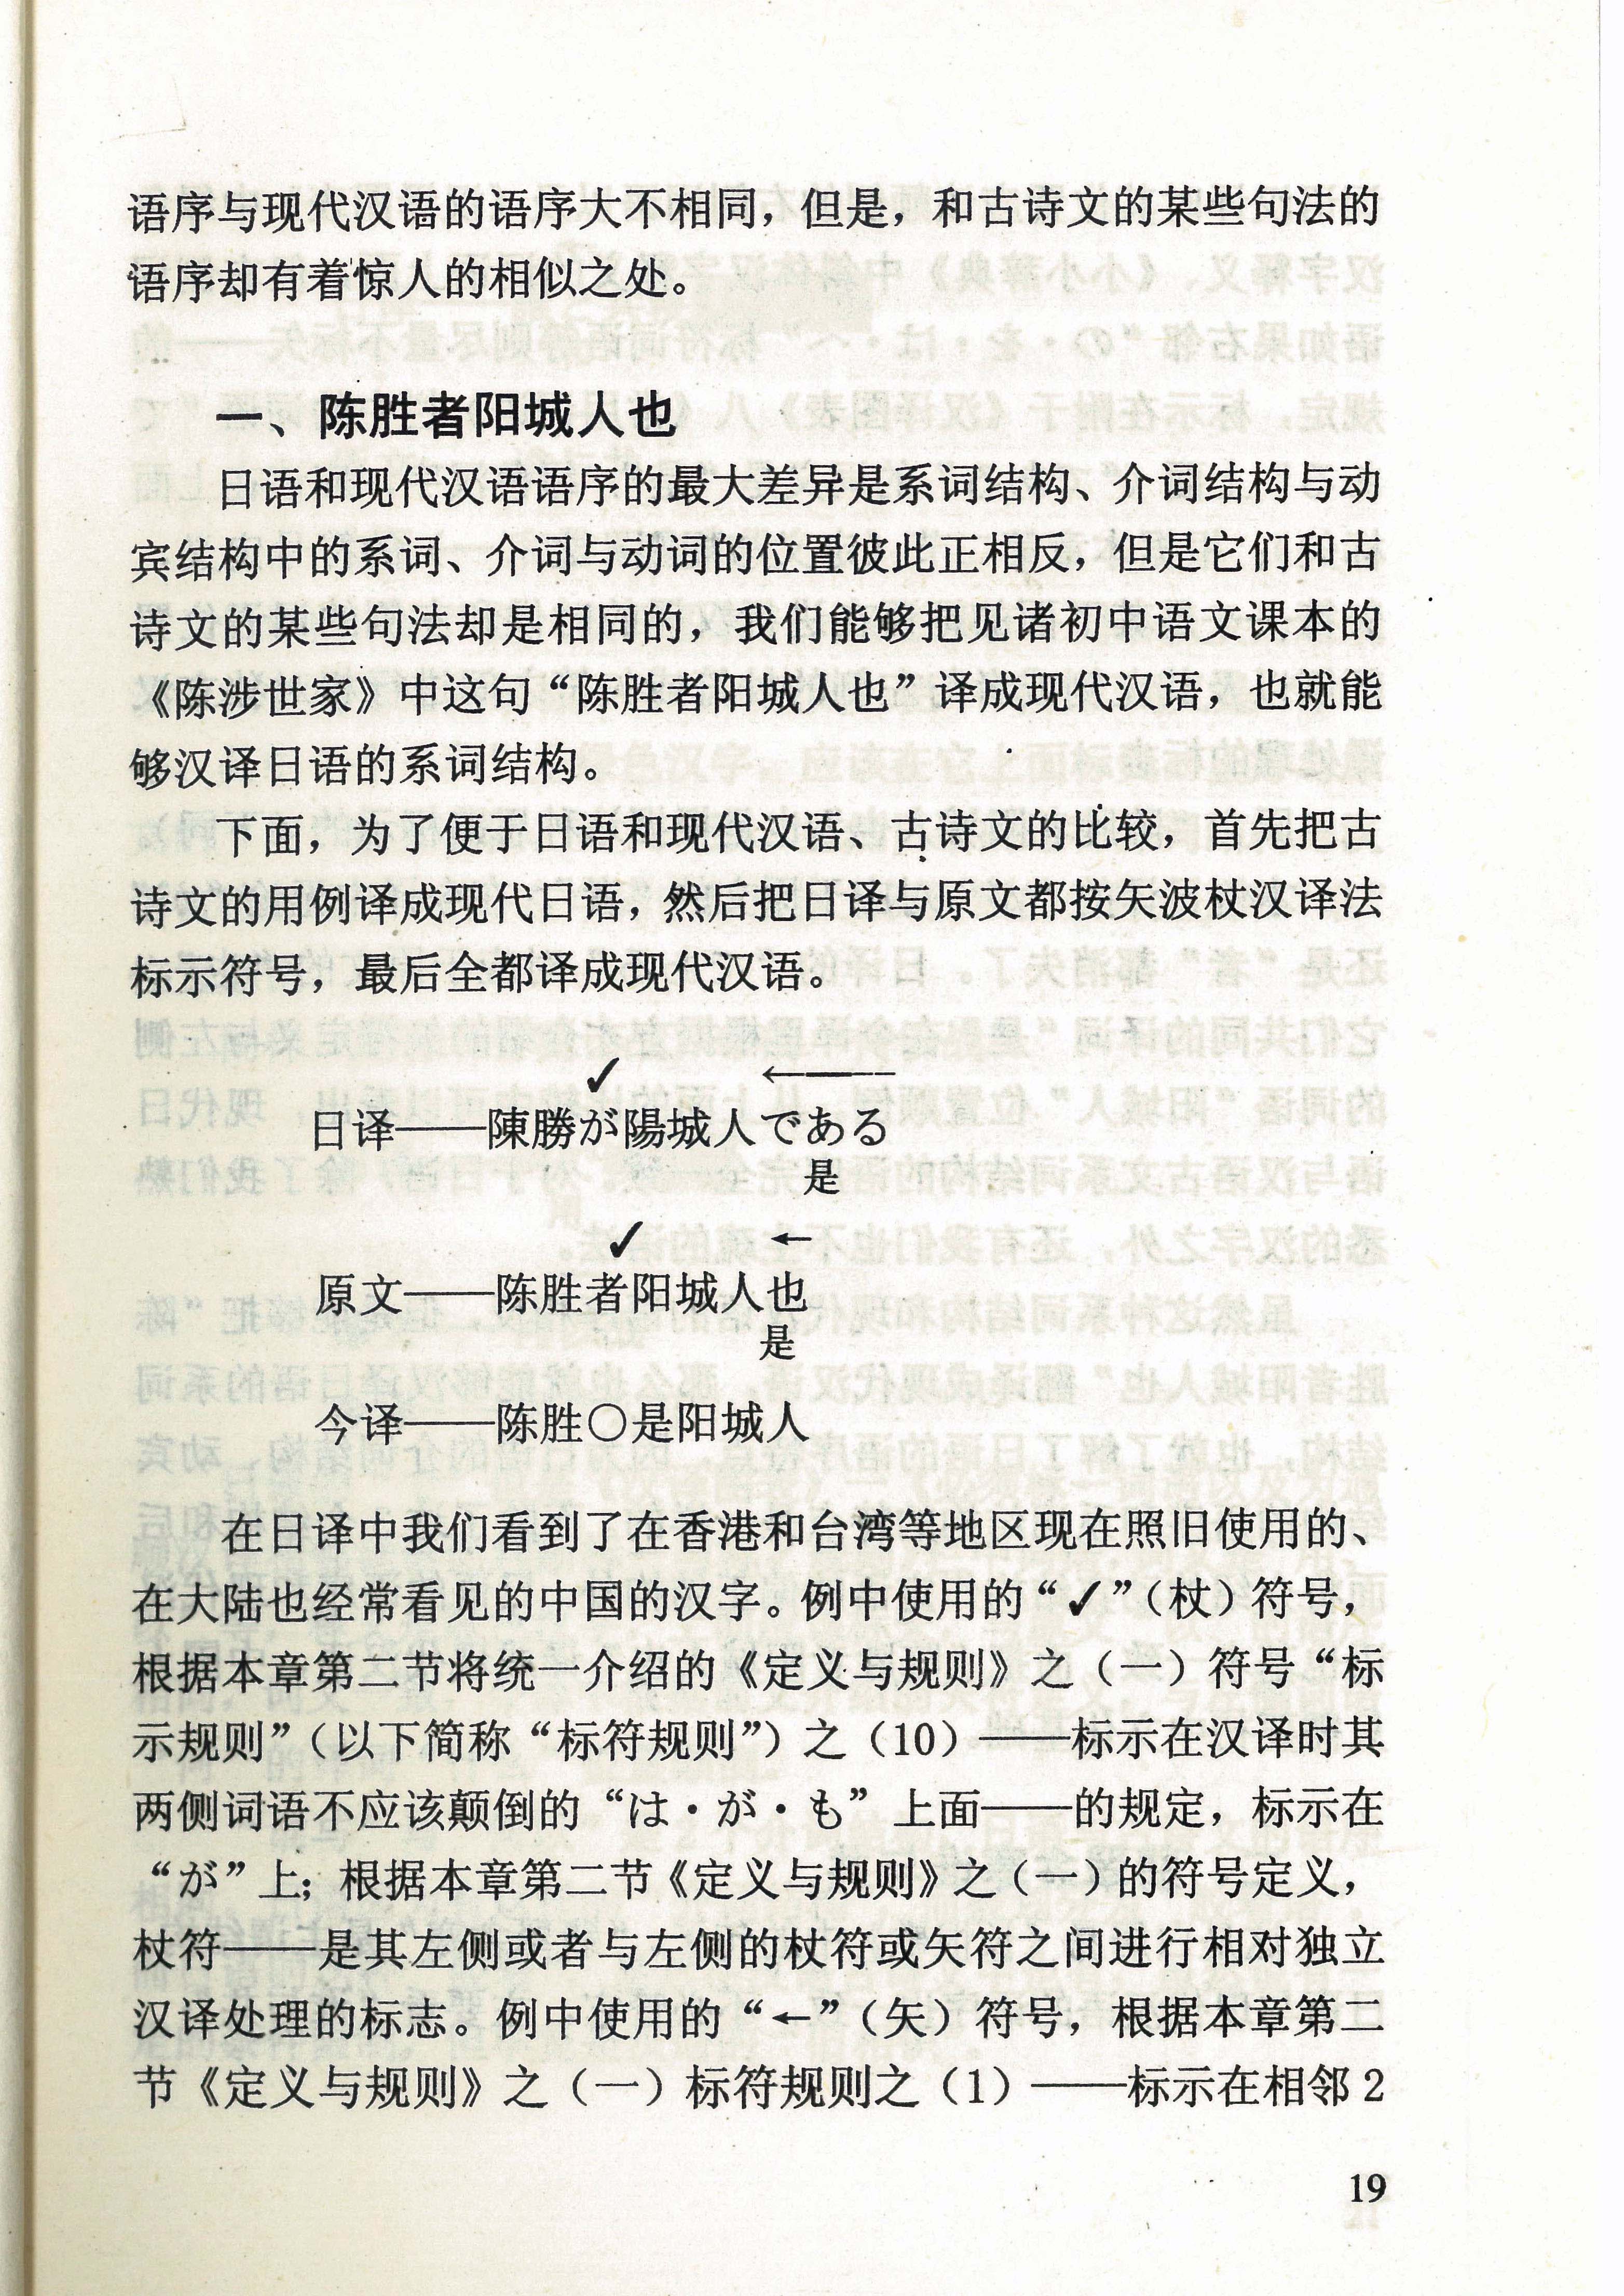 语序与现代汉语的语序大不相同，但是，和古诗文的某些句法的
语序却有着惊人的相似之处。
一、陈胜者阳城人也
日语和现代汉语语序的最大差异是系词结构、介词结构与动
宾结构中的系词、介词与动词的位置彼此正相反，但是它们和古
诗文的某些句法却是相同的，我们能够把见诸初中语文课本的
《陈涉世家》中这句“陈胜者阳城人也”译成现代汉语，也就能
够汉译日语的系词结构。
下面，为了便于日语和现代汉语、古诗文的比较，首先把古
诗文的用例译成现代日语，然后把日译与原文都按矢波杖汉译法
标示符号，最后全都译成现代汉语。
✓ ←——
日译——陳勝が陽城人である
是
✓ ←
原文——陈胜者阳城人也
是
今译——陈胜○是阳城人
在日译中我们看到了在香港和台湾等地区现在照旧使用的、
在大陆也经常看见的中国的汉字。例中使用的“✓”（杖）符号，
根据本章第二节将统一介绍的《定义与规则》之（一）符号“标
示规则”（以下简称“标符规则”）之（10）——标示在汉译时其
两侧词语不应该颠倒的“は・が・も”上面——的规定，标示在
“が”上；根据本章第二节《定义与规则》之（一）的符号定义，
杖符——是其左侧或者与左侧的杖符或矢符之间进行相对独立
汉译处理的标志。例中使用的“←”（矢）符号，根据本章第二
节《定义与规则》之（一）标符规则之（1）——标示在相邻2
19